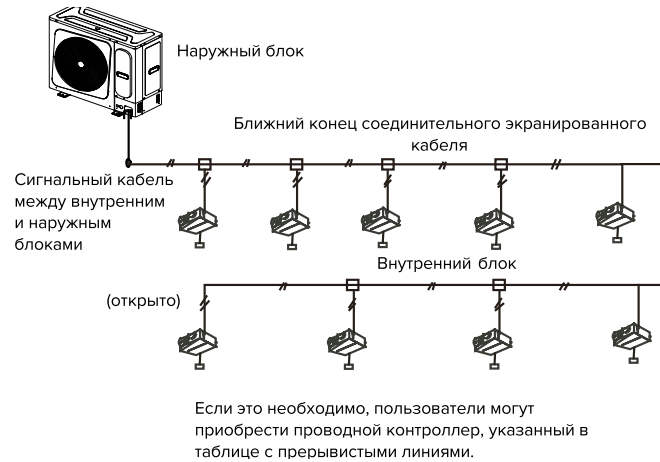 Наружный блок
Ближний конец соединительного экранированного
кабеля
Сигнальный кабель
между внутренним
и наружным
блоками
Внутренний блок
(открыто)
Если это необходимо, пользователи могут
приобрести проводной контроллер, указанный в
таблице с прерывистыми линиями.